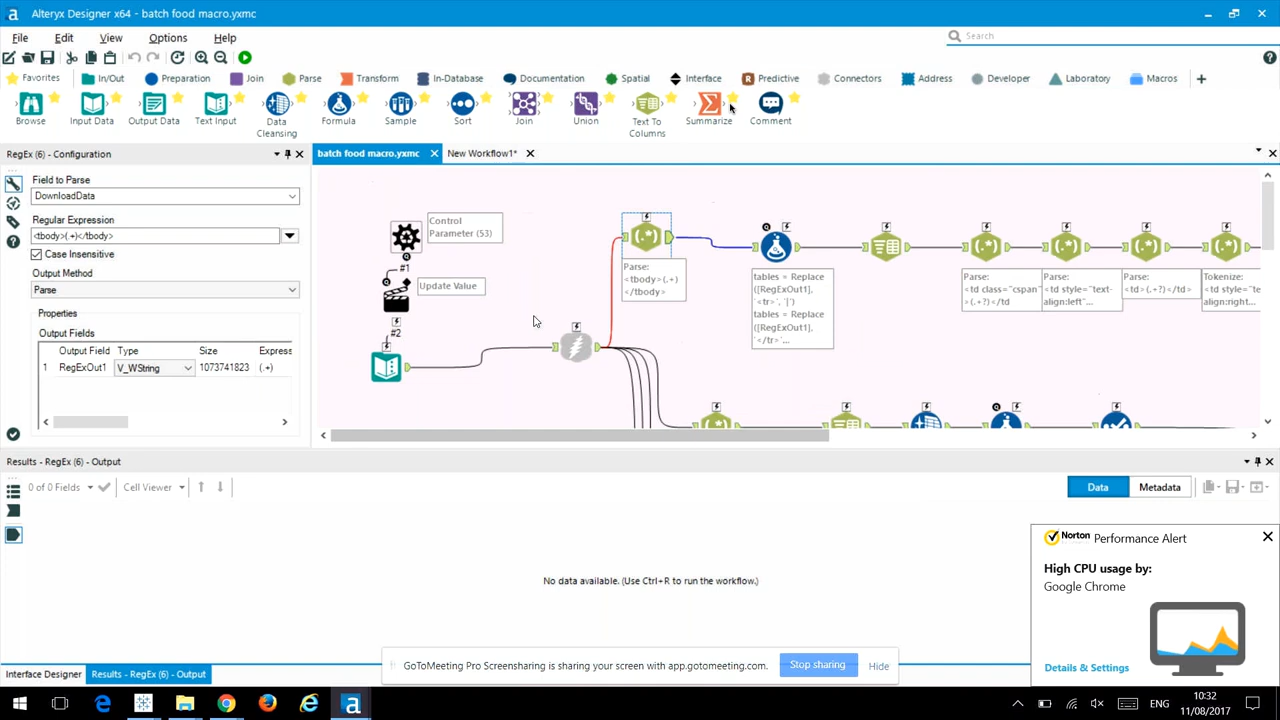 Alteryx Designer x64 - batch food macro.yxmc
File Edit View Options Help
Search
Favorites In/Out Preparation Join Parse Transform In-Database Documentation Spatial Interface Predictive Connectors Address Developer Laboratory Macros
Browse Input Data Output Data Text Input Data Cleansing Formula Sample Sort Join Union Text To Columns Summarize Comment
RegEx (6) - Configuration
batch food macro.yxmc New Workflow1*
Field to Parse
DownloadData
Regular Expression
<tbody>(.+)</tbody>
Case Insensitive
Output Method
Parse
Properties
Output Fields
Output Field Type Size Express
1 RegExOut1 V_WString 1073741823 (.+)
Control
Parameter (53)
#1
Update Value
#2
Parse:
<tbody>(.+)
</tbody>
tables = Replace
([RegExOut1],
'<tr>', '|')
tables = Replace
([RegExOut1],
'</tr>'...
Parse:
<td class="cspan"
>(.+?)</td
Parse:
<td style="text-
align:left"...
Parse:
<td>(.+?)</td>
Tokenize:
<td style="te
align:right...
Results - RegEx (6) - Output
0 of 0 Fields Cell Viewer
Data Metadata
No data available. (Use Ctrl+R to run the workflow.)
Norton Performance Alert
High CPU usage by:
Google Chrome
Details & Settings
GoToMeeting Pro Screensharing is sharing your screen with app.gotomeeting.com. Stop sharing Hide
Interface Designer Results - RegEx (6) - Output
ENG
10:32
11/08/2017